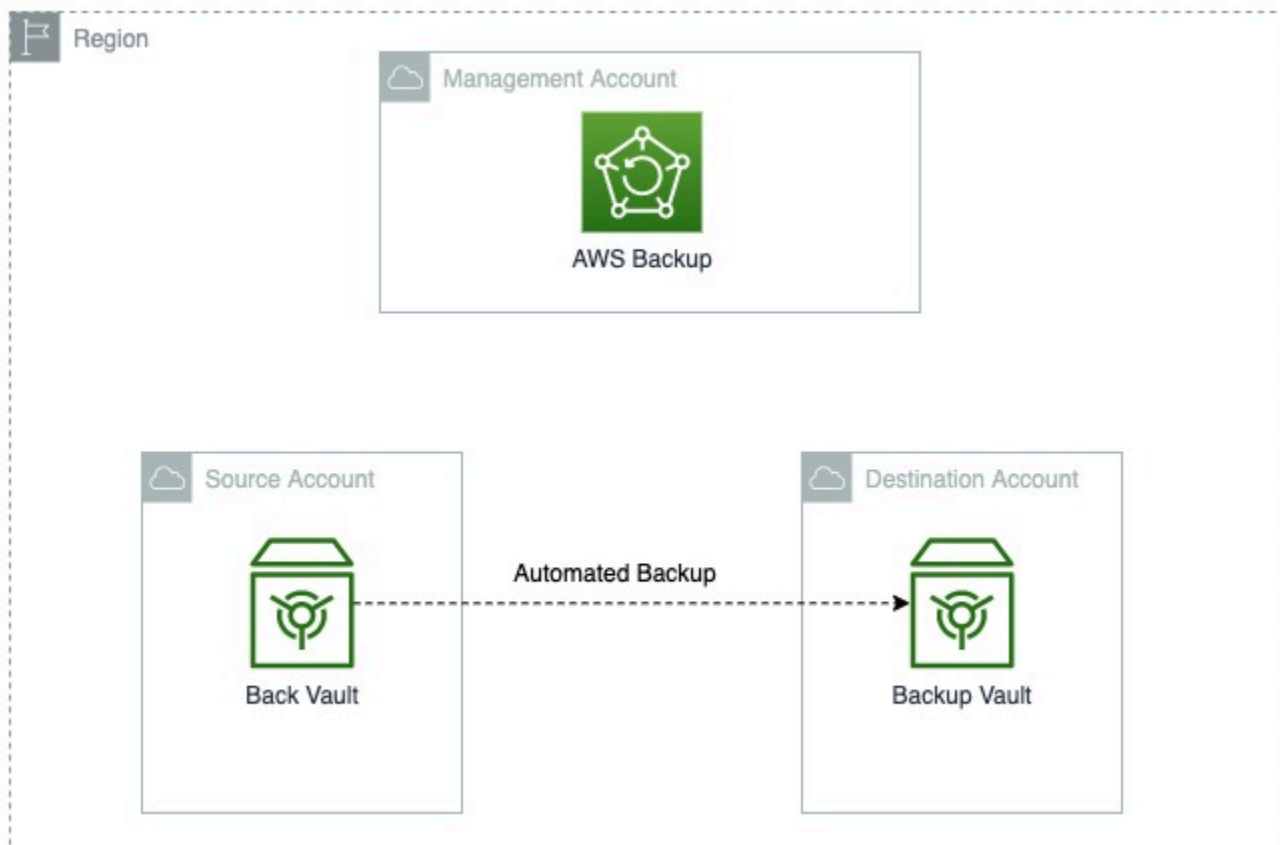 Region
Management Account
AWS Backup
Source Account
Destination Account
Automated Backup
Back Vault
Backup Vault